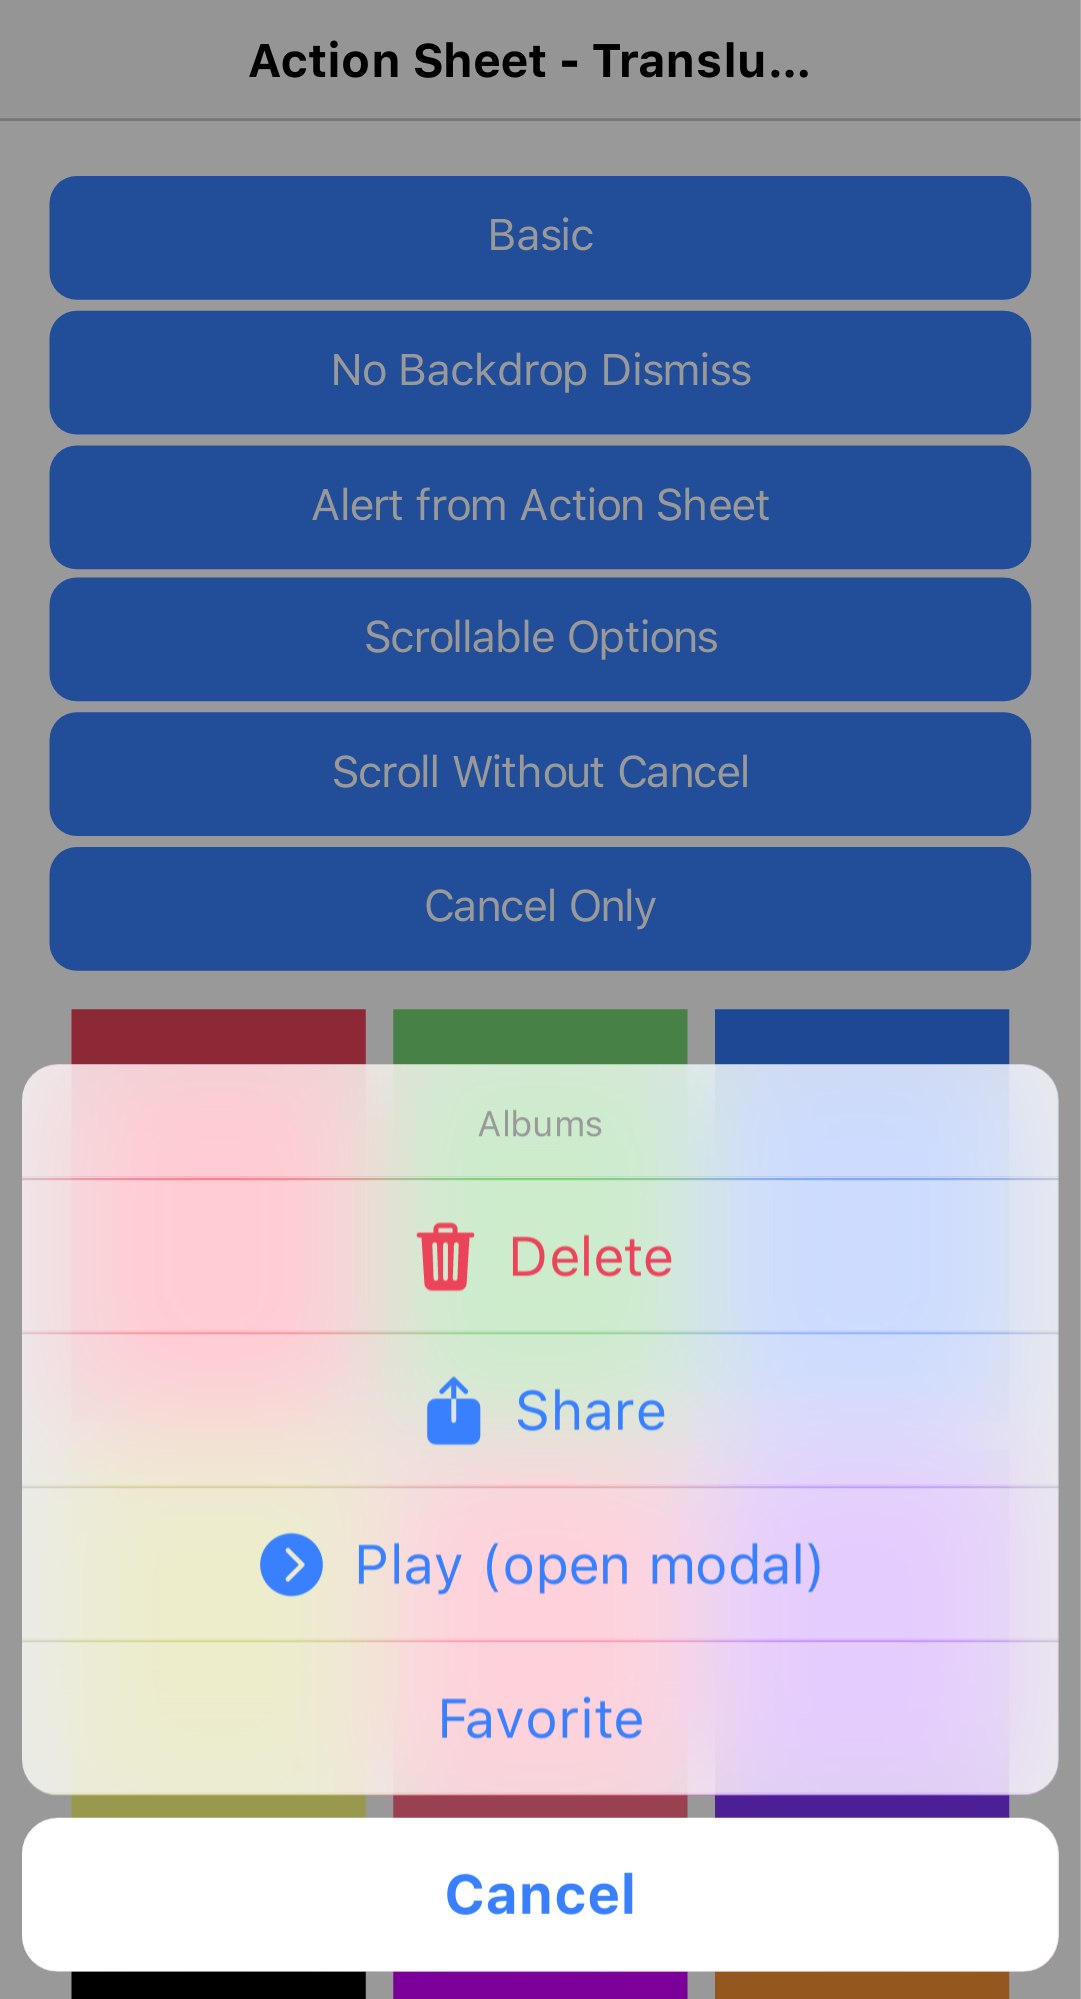 Action Sheet - Translu...
Basic
No Backdrop Dismiss
Alert from Action Sheet
Scrollable Options
Scroll Without Cancel
Cancel Only
Albums
Delete
Share
Play (open modal)
Favorite
Cancel